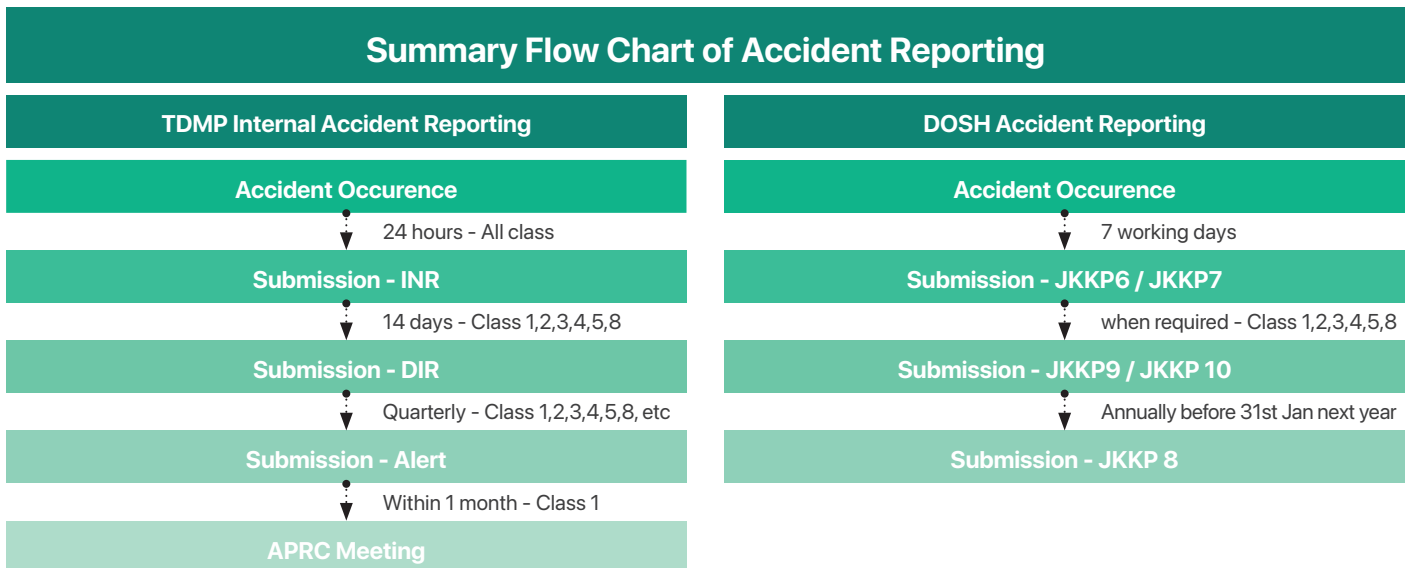 Summary Flow Chart of Accident Reporting
TDMP Internal Accident Reporting
Accident Occurence
24 hours - All class
Submission - INR
14 days - Class 1,2,3,4,5,8
Submission - DIR
Quarterly - Class 1,2,3,4,5,8, etc
Submission - Alert
Within 1 month - Class 1
APRC Meeting
DOSH Accident Reporting
Accident Occurence
7 working days
Submission - JKKP6 / JKKP7
when required - Class 1,2,3,4,5,8
Submission - JKKP9 / JKKP 10
Annually before 31st Jan next year
Submission - JKKP 8